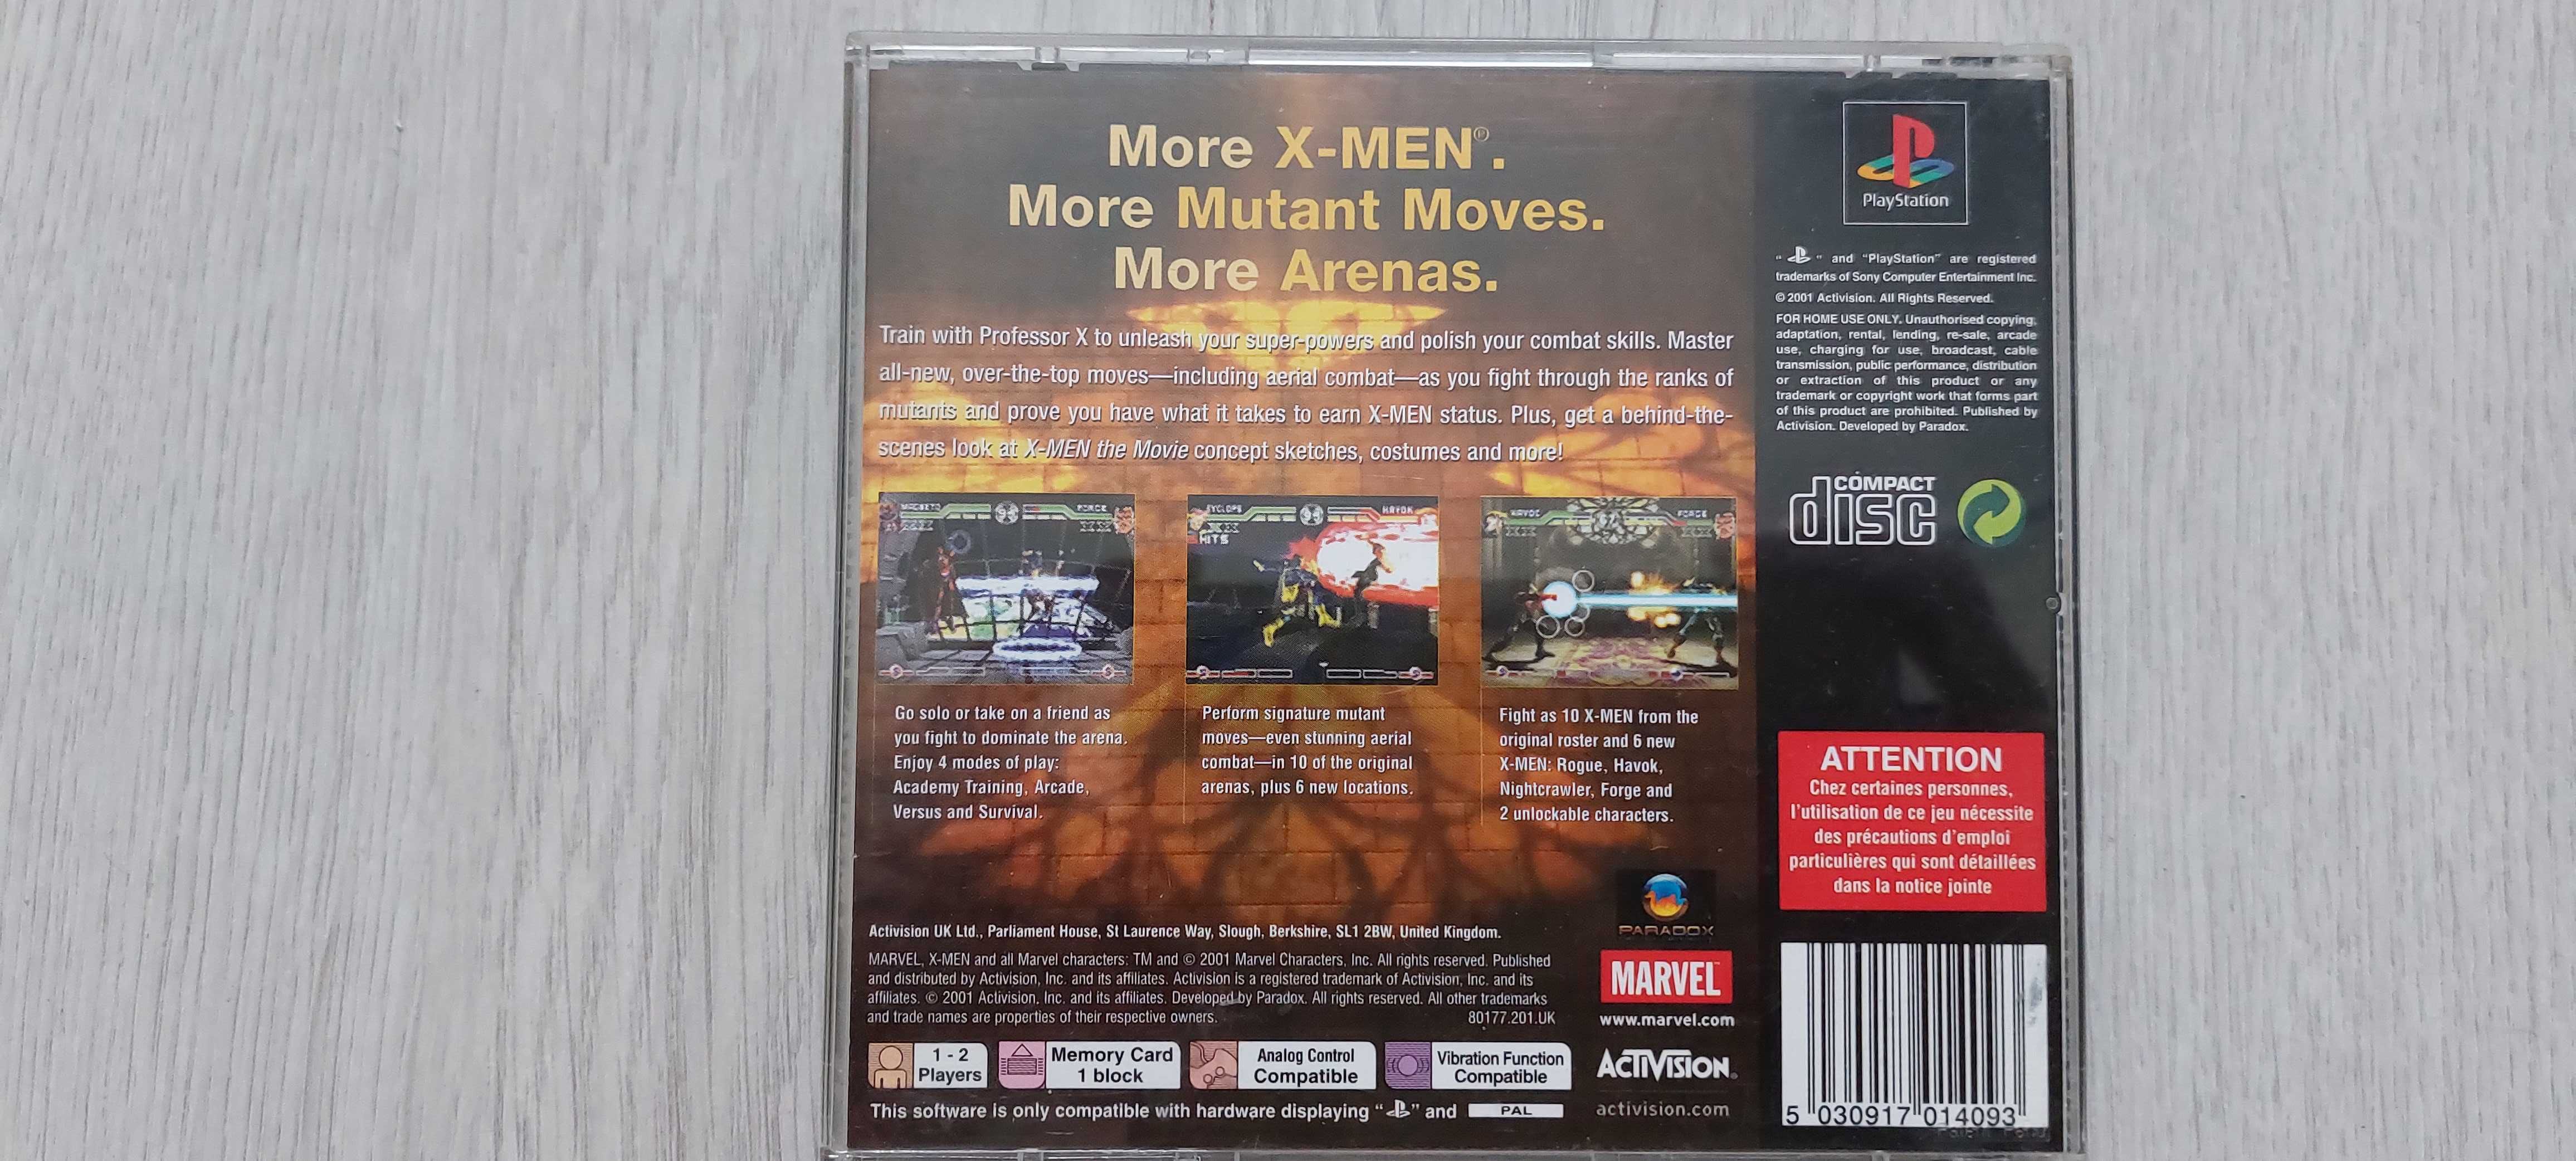 More X-MEN®.
More Mutant Moves.
More Arenas.
Train with Professor X to unleash your super-powers and polish your combat skills. Master
all-new, over-the-top moves—including aerial combat—as you fight through the ranks of
mutants and prove you have what it takes to earn X-MEN status. Plus, get a behind-the-
scenes look at X-MEN the Movie concept sketches, costumes and more!
MAGNETO
FORGE
CYCLOPS
HAVOK
HITS
HAVOC
FORGE
Go solo or take on a friend as
you fight to dominate the arena.
Enjoy 4 modes of play:
Academy Training, Arcade,
Versus and Survival.
Perform signature mutant
moves—even stunning aerial
combat—in 10 of the original
arenas, plus 6 new locations.
Fight as 10 X-MEN from the
original roster and 6 new
X-MEN: Rogue, Havok,
Nightcrawler, Forge and
2 unlockable characters.
PARADOX
Activision UK Ltd., Parliament House, St Laurence Way, Slough, Berkshire, SL1 2BW, United Kingdom.
MARVEL, X-MEN and all Marvel characters: TM and © 2001 Marvel Characters, Inc. All rights reserved. Published
and distributed by Activision, Inc. and its affiliates. Activision is a registered trademark of Activision, Inc. and its
affiliates. © 2001 Activision, Inc. and its affiliates. Developed by Paradox. All rights reserved. All other trademarks
and trade names are properties of their respective owners.
80177.201.UK
MARVEL
www.marvel.com
1 - 2
Players
Memory Card
1 block
Analog Control
Compatible
Vibration Function
Compatible
ACTIVISION.
This software is only compatible with hardware displaying " " and PAL
activision.com
PlayStation
" " and "PlayStation" are registered
trademarks of Sony Computer Entertainment Inc.
© 2001 Activision. All Rights Reserved.
FOR HOME USE ONLY. Unauthorised copying,
adaptation, rental, lending, re-sale, arcade
use, charging for use, broadcast, cable
transmission, public performance, distribution
or extraction of this product or any
trademark or copyright work that forms part
of this product are prohibited. Published by
Activision. Developed by Paradox.
COMPACT
disc
ATTENTION
Chez certaines personnes,
l'utilisation de ce jeu nécessite
des précautions d'emploi
particulières qui sont détaillées
dans la notice jointe
5 030917 014093